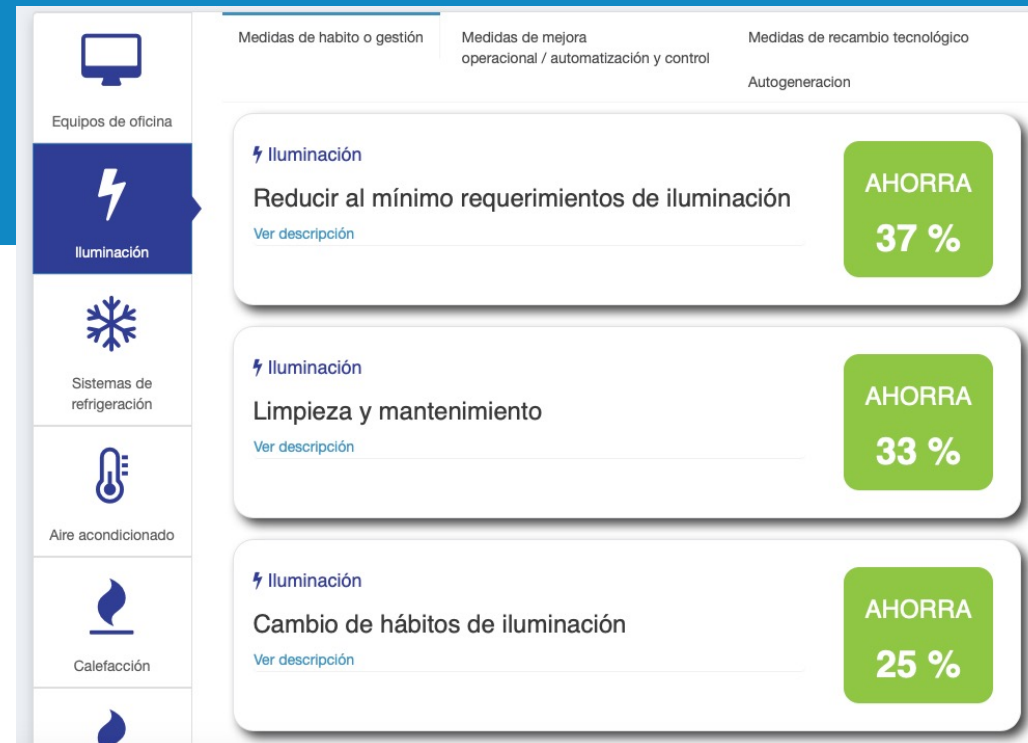 Equipos de oficina
Iluminación
Sistemas de
refrigeración
Aire acondicionado
Calefacción
Medidas de habito o gestión
Medidas de mejora
operacional / automatización y control
Medidas de recambio tecnológico
Autogeneracion
Iluminación
Reducir al mínimo requerimientos de iluminación
Ver descripción
AHORRA
37 %
Iluminación
Limpieza y mantenimiento
Ver descripción
AHORRA
33 %
Iluminación
Cambio de hábitos de iluminación
Ver descripción
AHORRA
25 %